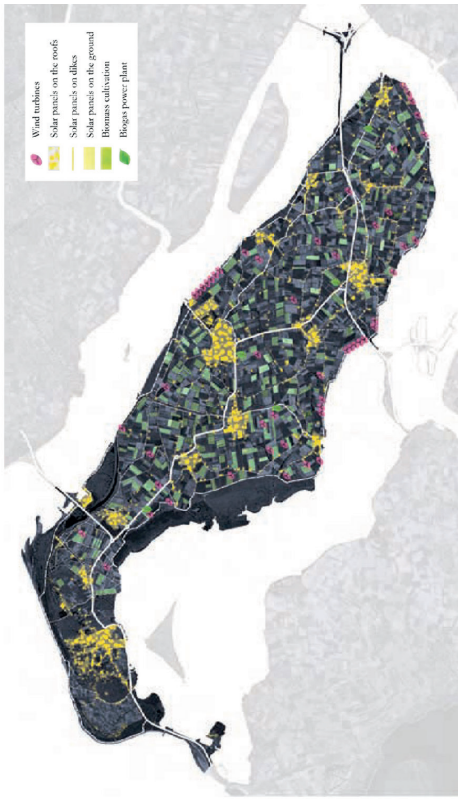 Wind turbines
Solar panels on the roofs
Solar panels on dikes
Solar panels on the ground
Biomass cultivation
Biogas power plant